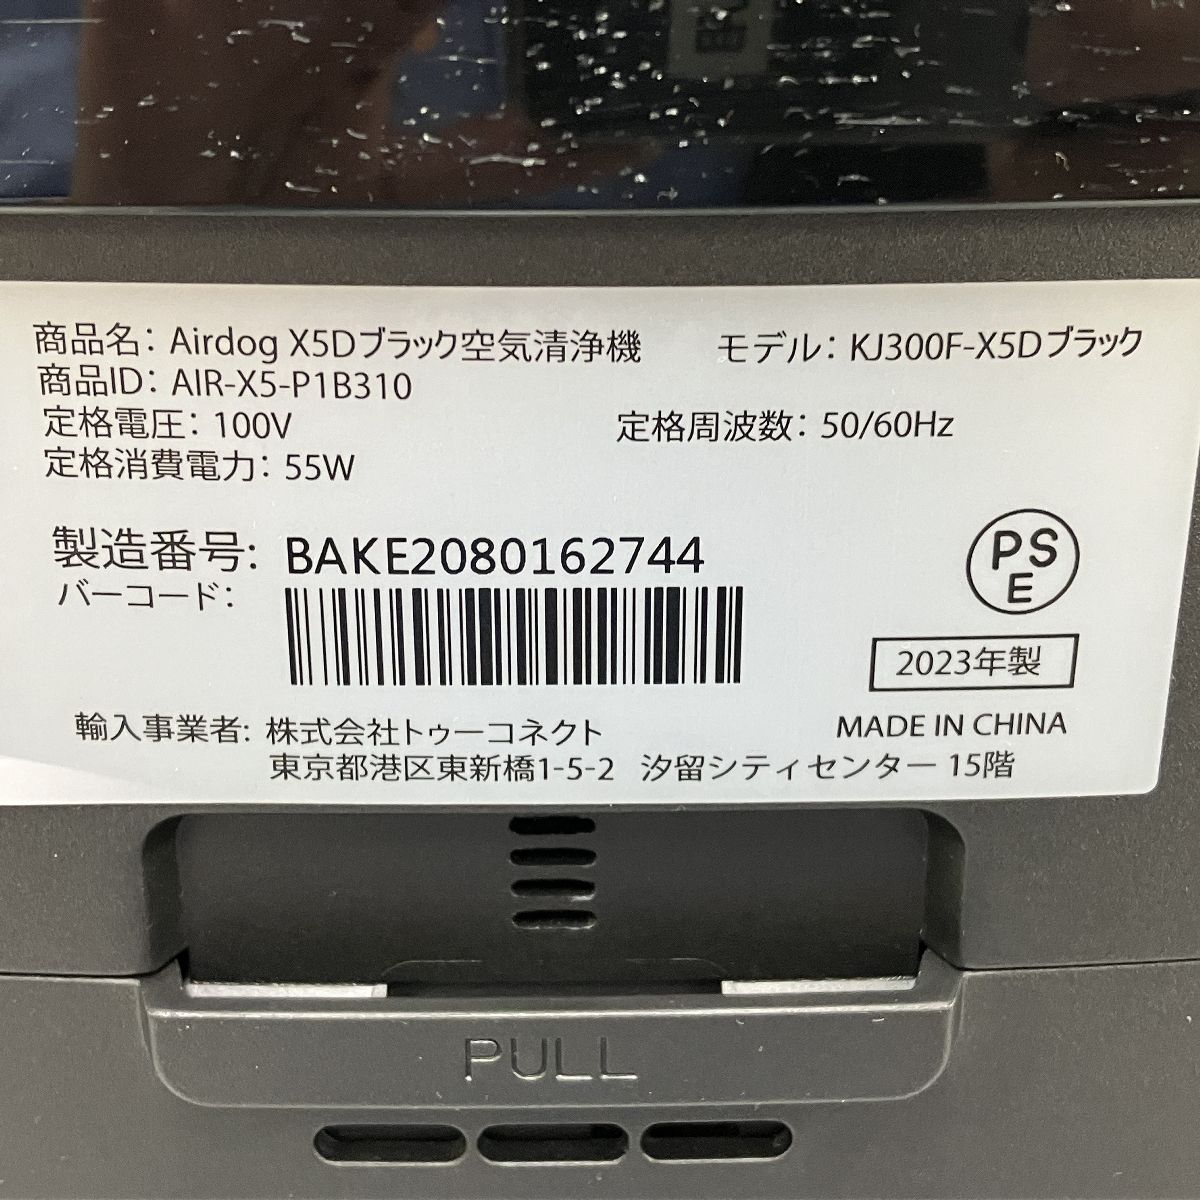 商品名: Airdog X5Dブラック空気清浄機 モデル: KJ300F-X5Dブラック
商品ID: AIR-X5-P1B310
定格電圧: 100V 定格周波数: 50/60Hz
定格消費電力: 55W
製造番号: BAKE2080162744
バーコード:
PS
E
2023年製
輸入事業者: 株式会社トゥーコネクト MADE IN CHINA
東京都港区東新橋1-5-2 汐留シティセンター 15階
PULL